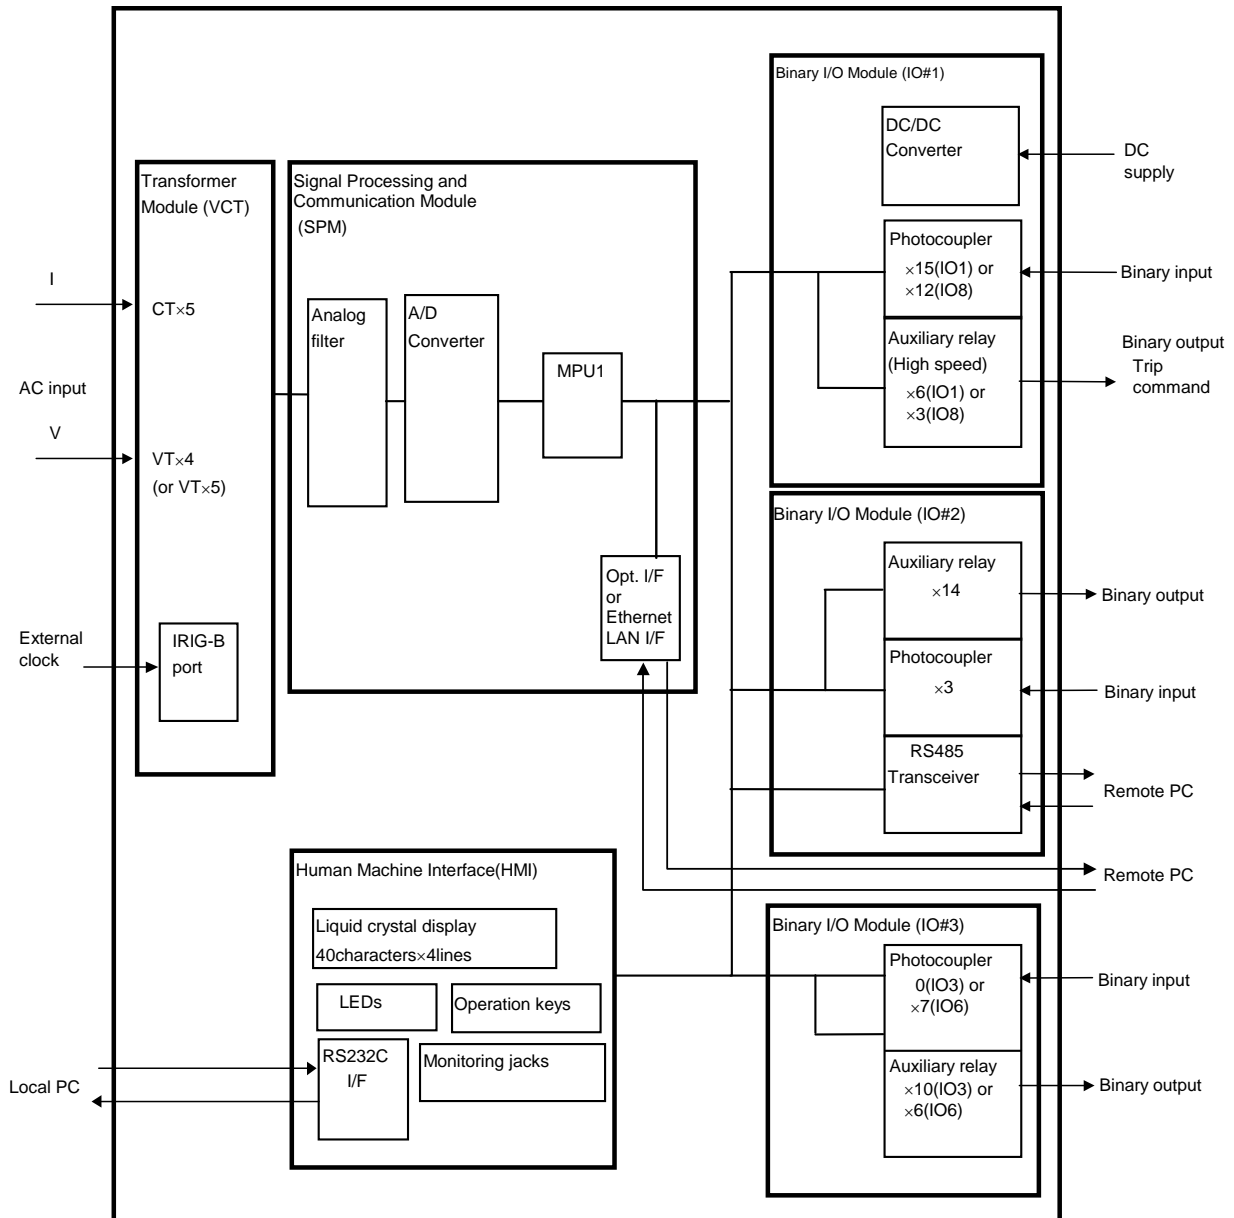 Binary I/O Module (IO#1)
DC/DC
Converter
DC
supply
Transformer
Module (VCT)
Signal Processing and
Communication Module
(SPM)
Photocoupler
×15(IO1) or
×12(IO8)
Binary input
I
CT×5
Analog
filter
A/D
Converter
MPU1
Auxiliary relay
(High speed)
×6(IO1) or
×3(IO8)
Binary output
Trip
command
AC input
V
VT×4
(or VT×5)
Binary I/O Module (IO#2)
Auxiliary relay
×14
Binary output
Opt. I/F
or
Ethernet
LAN I/F
External
clock
IRIG-B
port
Photocoupler
×3
Binary input
RS485
Transceiver
Remote PC
Human Machine Interface(HMI)
Remote PC
Liquid crystal display
40characters×4lines
Binary I/O Module (IO#3)
Photocoupler
0(IO3) or
×7(IO6)
Binary input
LEDs
Operation keys
RS232C
I/F
Monitoring jacks
Local PC
Auxiliary relay
×10(IO3) or
×6(IO6)
Binary output